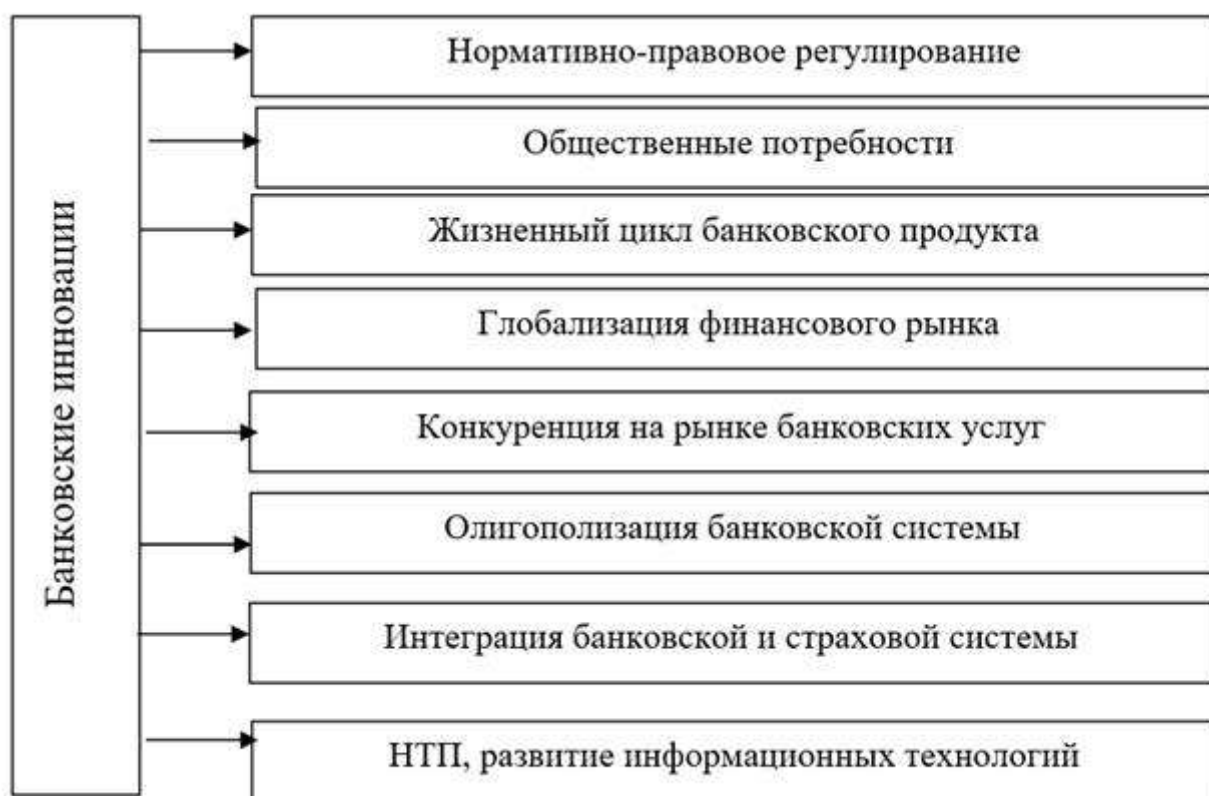 Банковские инновации
Нормативно-правовое регулирование
Общественные потребности
Жизненный цикл банковского продукта
Глобализация финансового рынка
Конкуренция на рынке банковских услуг
Олигополизация банковской системы
Интеграция банковской и страховой системы
НТП, развитие информационных технологий